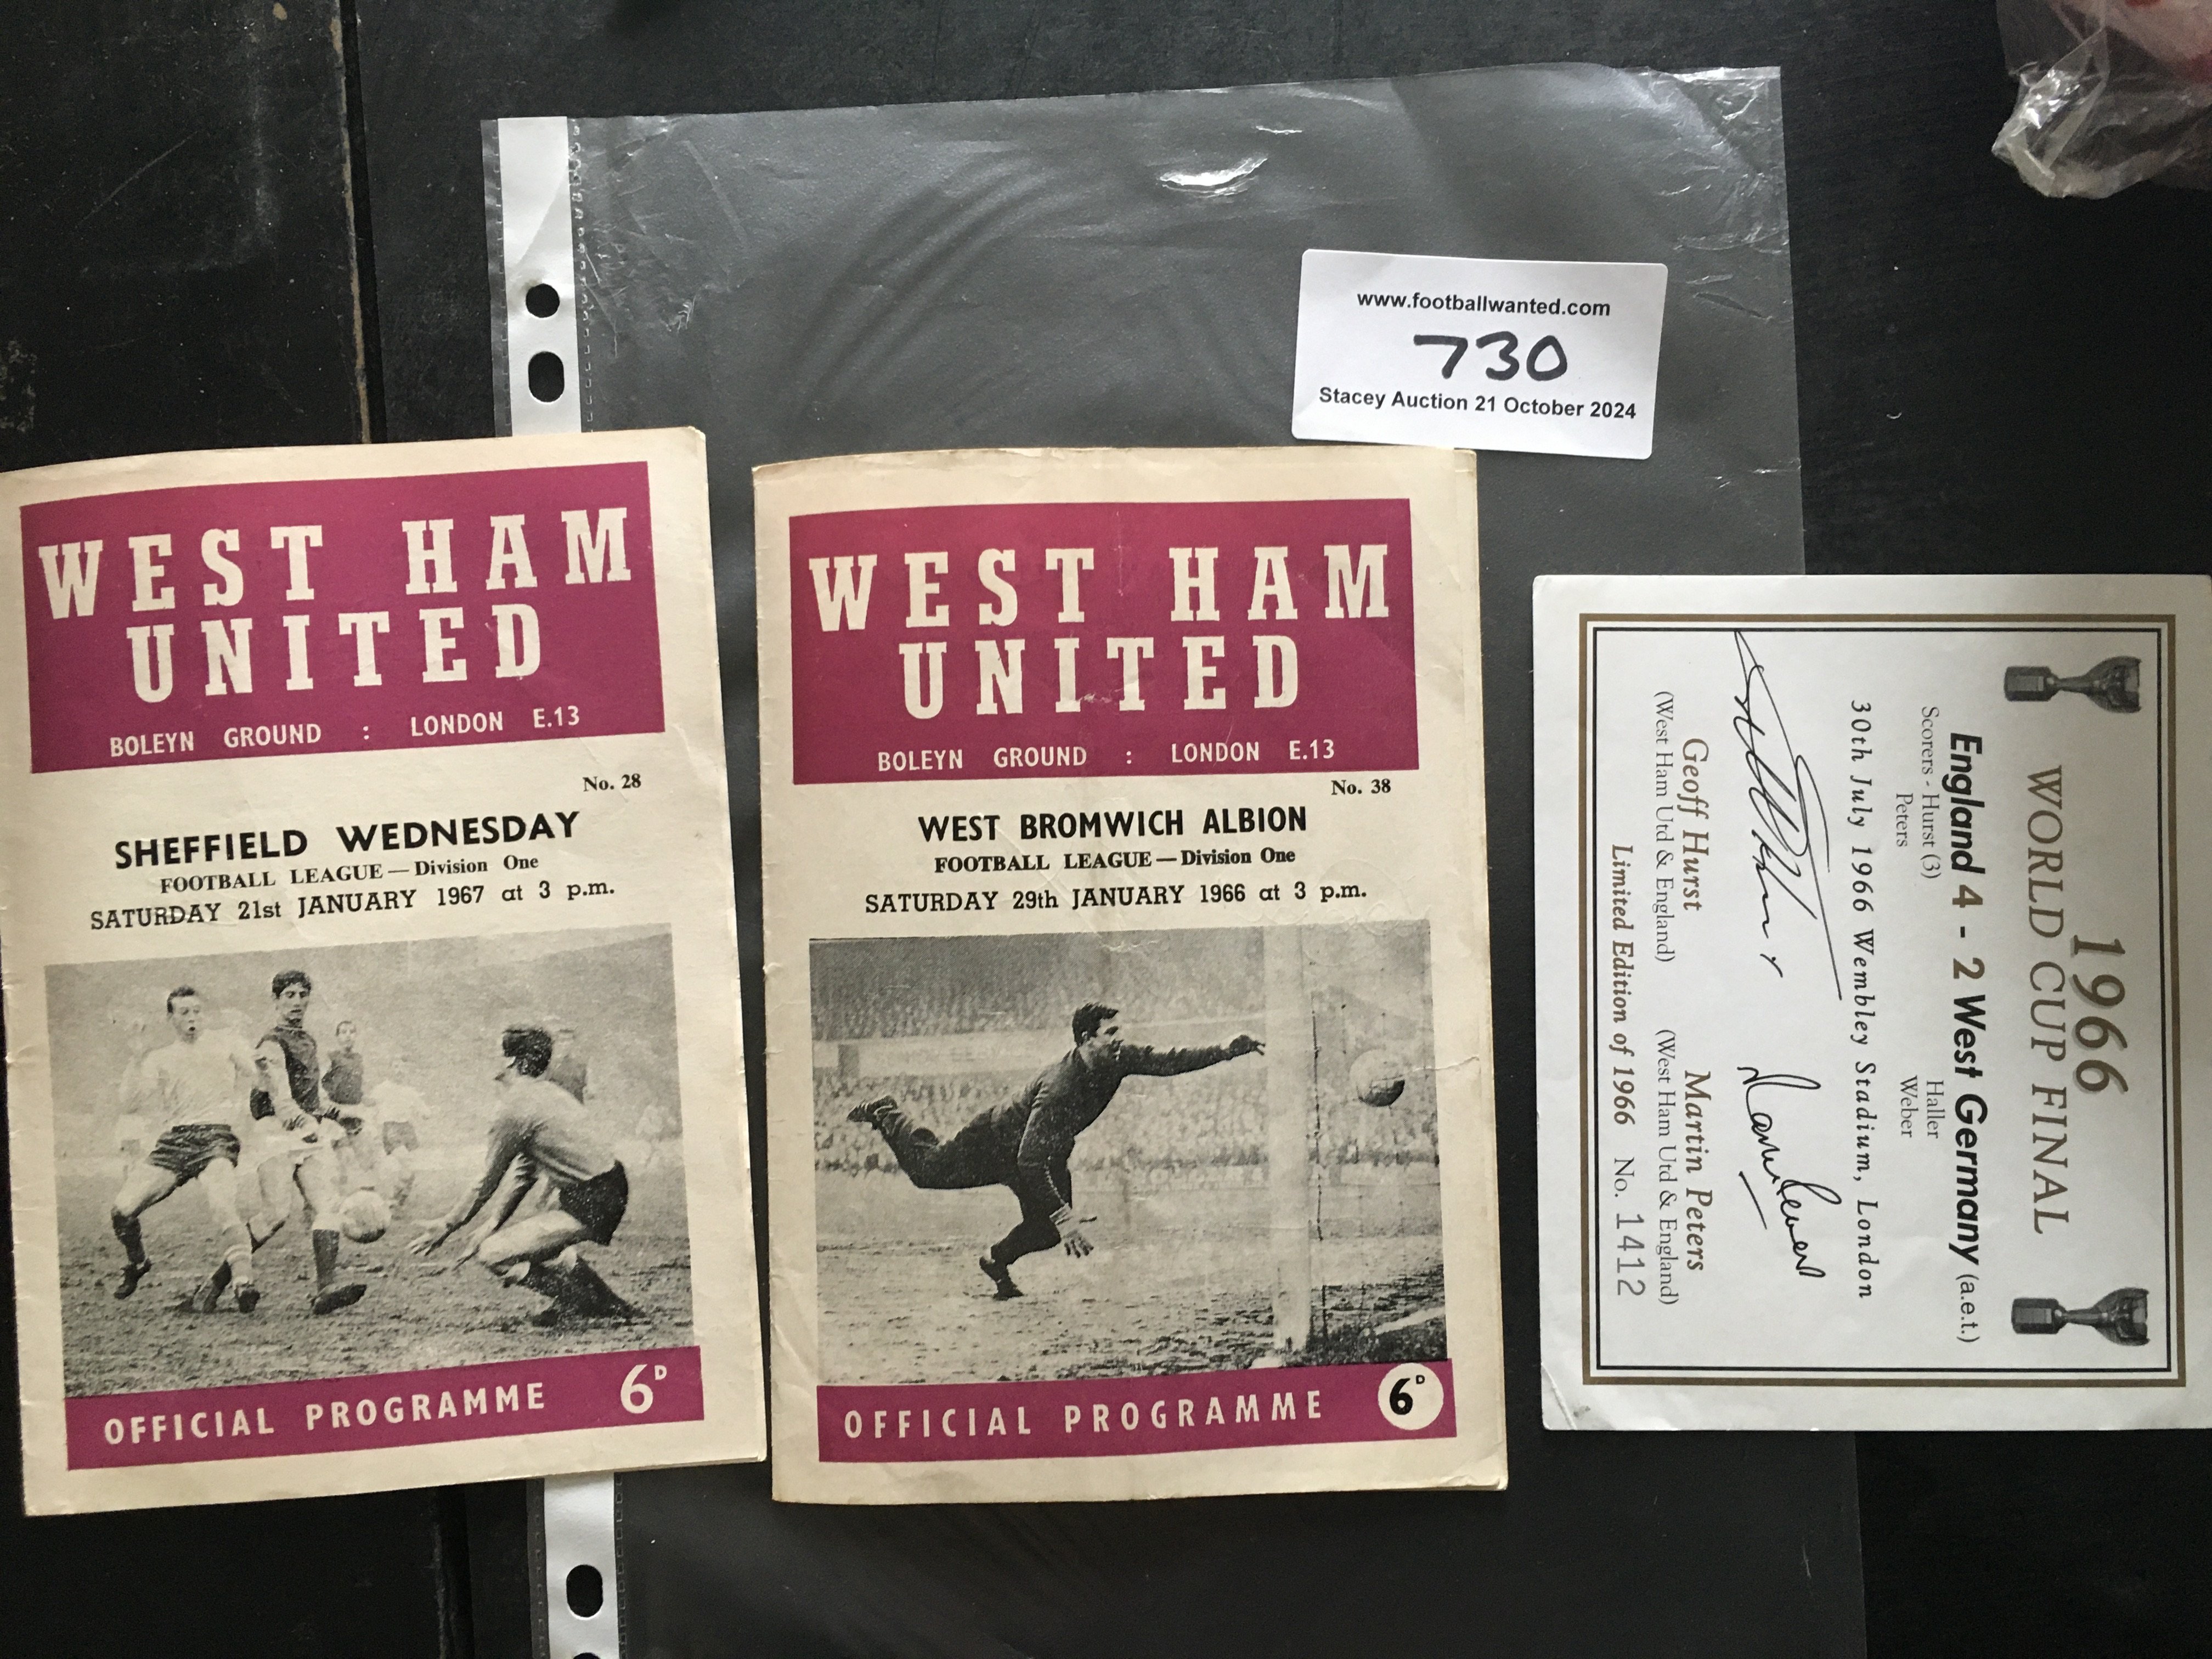 www.footballwanted.com
730
Stacey Auction 21 October 2024
WEST HAM
UNITED
BOLEYN GROUND : LONDON E.13
No. 28
SHEFFIELD WEDNESDAY
FOOTBALL LEAGUE — Division One
SATURDAY 21st JANUARY 1967 at 3 p.m.
OFFICIAL PROGRAMME 6D
WEST HAM
UNITED
BOLEYN GROUND : LONDON E.13
No. 38
WEST BROMWICH ALBION
FOOTBALL LEAGUE — Division One
SATURDAY 29th JANUARY 1966 at 3 p.m.
OFFICIAL PROGRAMME 6D
1966
WORLD CUP FINAL
England 4 - 2 West Germany (a.e.t.)
Scorers - Hurst (3) Haller
Peters Weber
30th July 1966 Wembley Stadium, London
Geoff Hurst Martin Peters
(West Ham Utd & England) (West Ham Utd & England)
Limited Edition of 1966 No. 1412